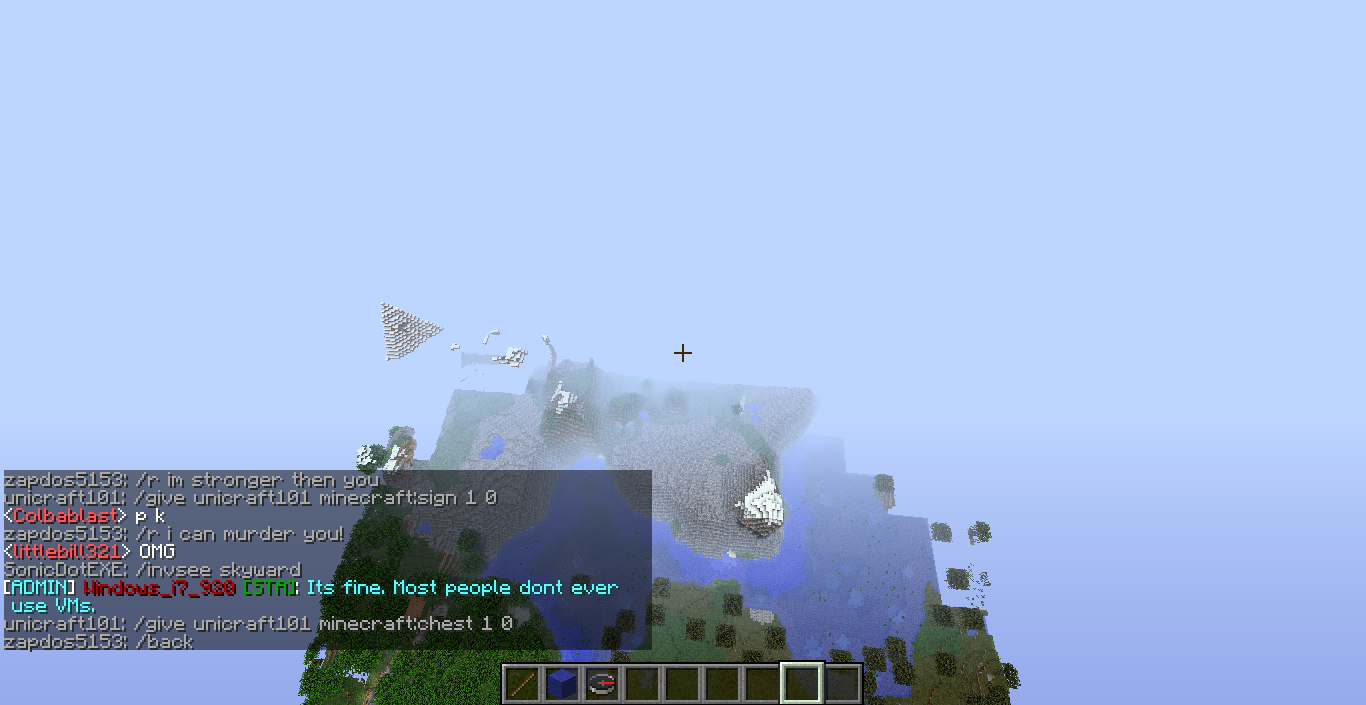 zapdos5153: /r im stronger then you
unicraft101: /give unicraft101 minecraft:sign 1 0
<Colbablast> p k
zapdos5153: /r i can murder you!
<littlebill321> OMG
SonicDotEXE: /invsee skyward
[ADMIN] Windows_i7_920 [STA]: Its fine. Most people dont ever
use VMs.
unicraft101: /give unicraft101 minecraft:chest 1 0
zapdos5153: /back